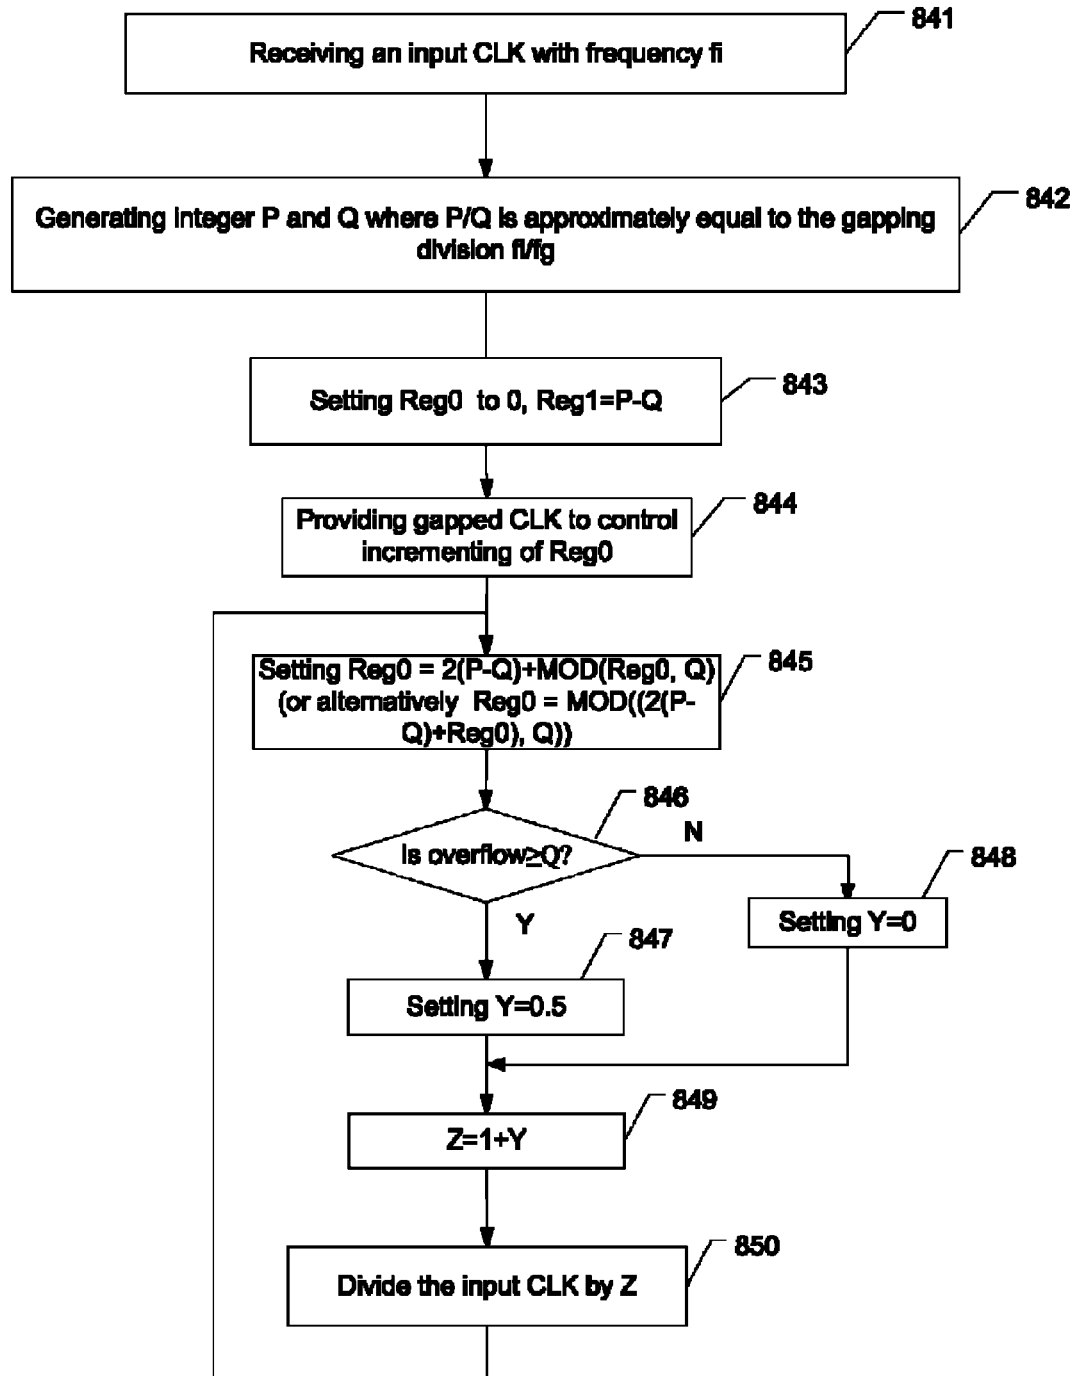 841
Receiving an input CLK with frequency fi
842
Generating integer P and Q where P/Q is approximately equal to the gapping
division fi/fg
843
Setting Reg0 to 0, Reg1=P-Q
844
Providing gapped CLK to control
incrementing of Reg0
845
Setting Reg0 = 2(P-Q)+MOD(Reg0, Q)
(or alternatively Reg0 = MOD((2(P-
Q)+Reg0), Q))
846
N
Is overflow≥Q?
848
Setting Y=0
Y
847
Setting Y=0.5
849
Z=1+Y
850
Divide the input CLK by Z